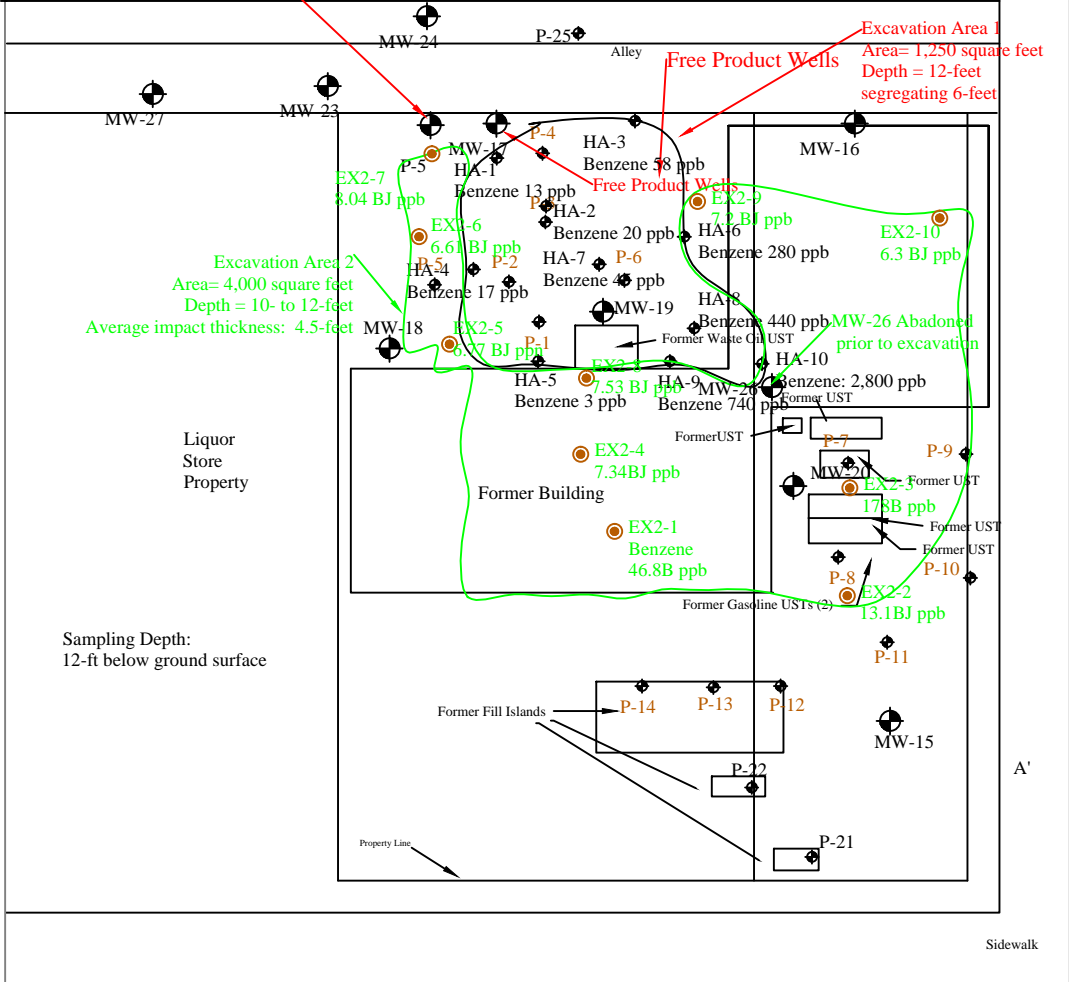 MW-24
P-25
Alley
Excavation Area 1
Area= 1,250 square feet
Depth = 12-feet
segregating 6-feet
Free Product Wells
MW-27
MW-23
P-4
MW-17
HA-3
Benzene 58 ppb
MW-16
P-5
HA-1
Benzene 13 ppb
Free Product Wells
EX2-7
8.04 BJ ppb
HA-2
Benzene 20 ppb
EX2-9
7.2 BJ ppb
EX2-10
6.3 BJ ppb
EX2-6
6.61 BJ ppb
HA-6
Benzene 280 ppb
Excavation Area 2
Area= 4,000 square feet
Depth = 10- to 12-feet
Average impact thickness: 4.5-feet
P-5
HA-4
Benzene 17 ppb
P-2
HA-7
Benzene
ppb
P-6
HA-8
Benzene 440 ppb
MW-19
MW-18
EX2-5
BJ
P-1
Former Waste Oil UST
MW-26 Abadoned
prior to excavation
HA-5
Benzene 3 ppb
7.53 BJ ppb
HA-9
Benzene 740 ppb
MW-26
HA-10
Benzene: 2,800 ppb
Former UST
FormerUST
P-7
P-9
Liquor
Store
Property
EX2-4
7.34BJ ppb
MW-20
Former UST
EX2-3
178B ppb
Former Building
Former UST
Former UST
EX2-1
Benzene
46.8B ppb
P-8
P-10
EX2-2
13.1BJ ppb
Former Gasoline USTs (2)
Sampling Depth:
12-ft below ground surface
P-11
P-14
P-13
P-12
Former Fill Islands
MW-15
P-22
A'
P-21
Property Line
Sidewalk